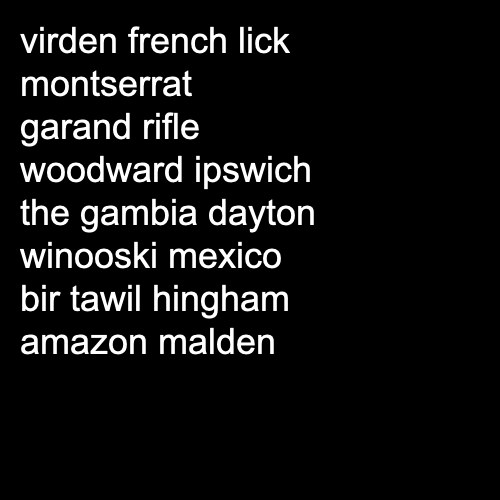 virden french lick
montserrat
garand rifle
woodward ipswich
the gambia dayton
winooski mexico
bir tawil hingham
amazon malden